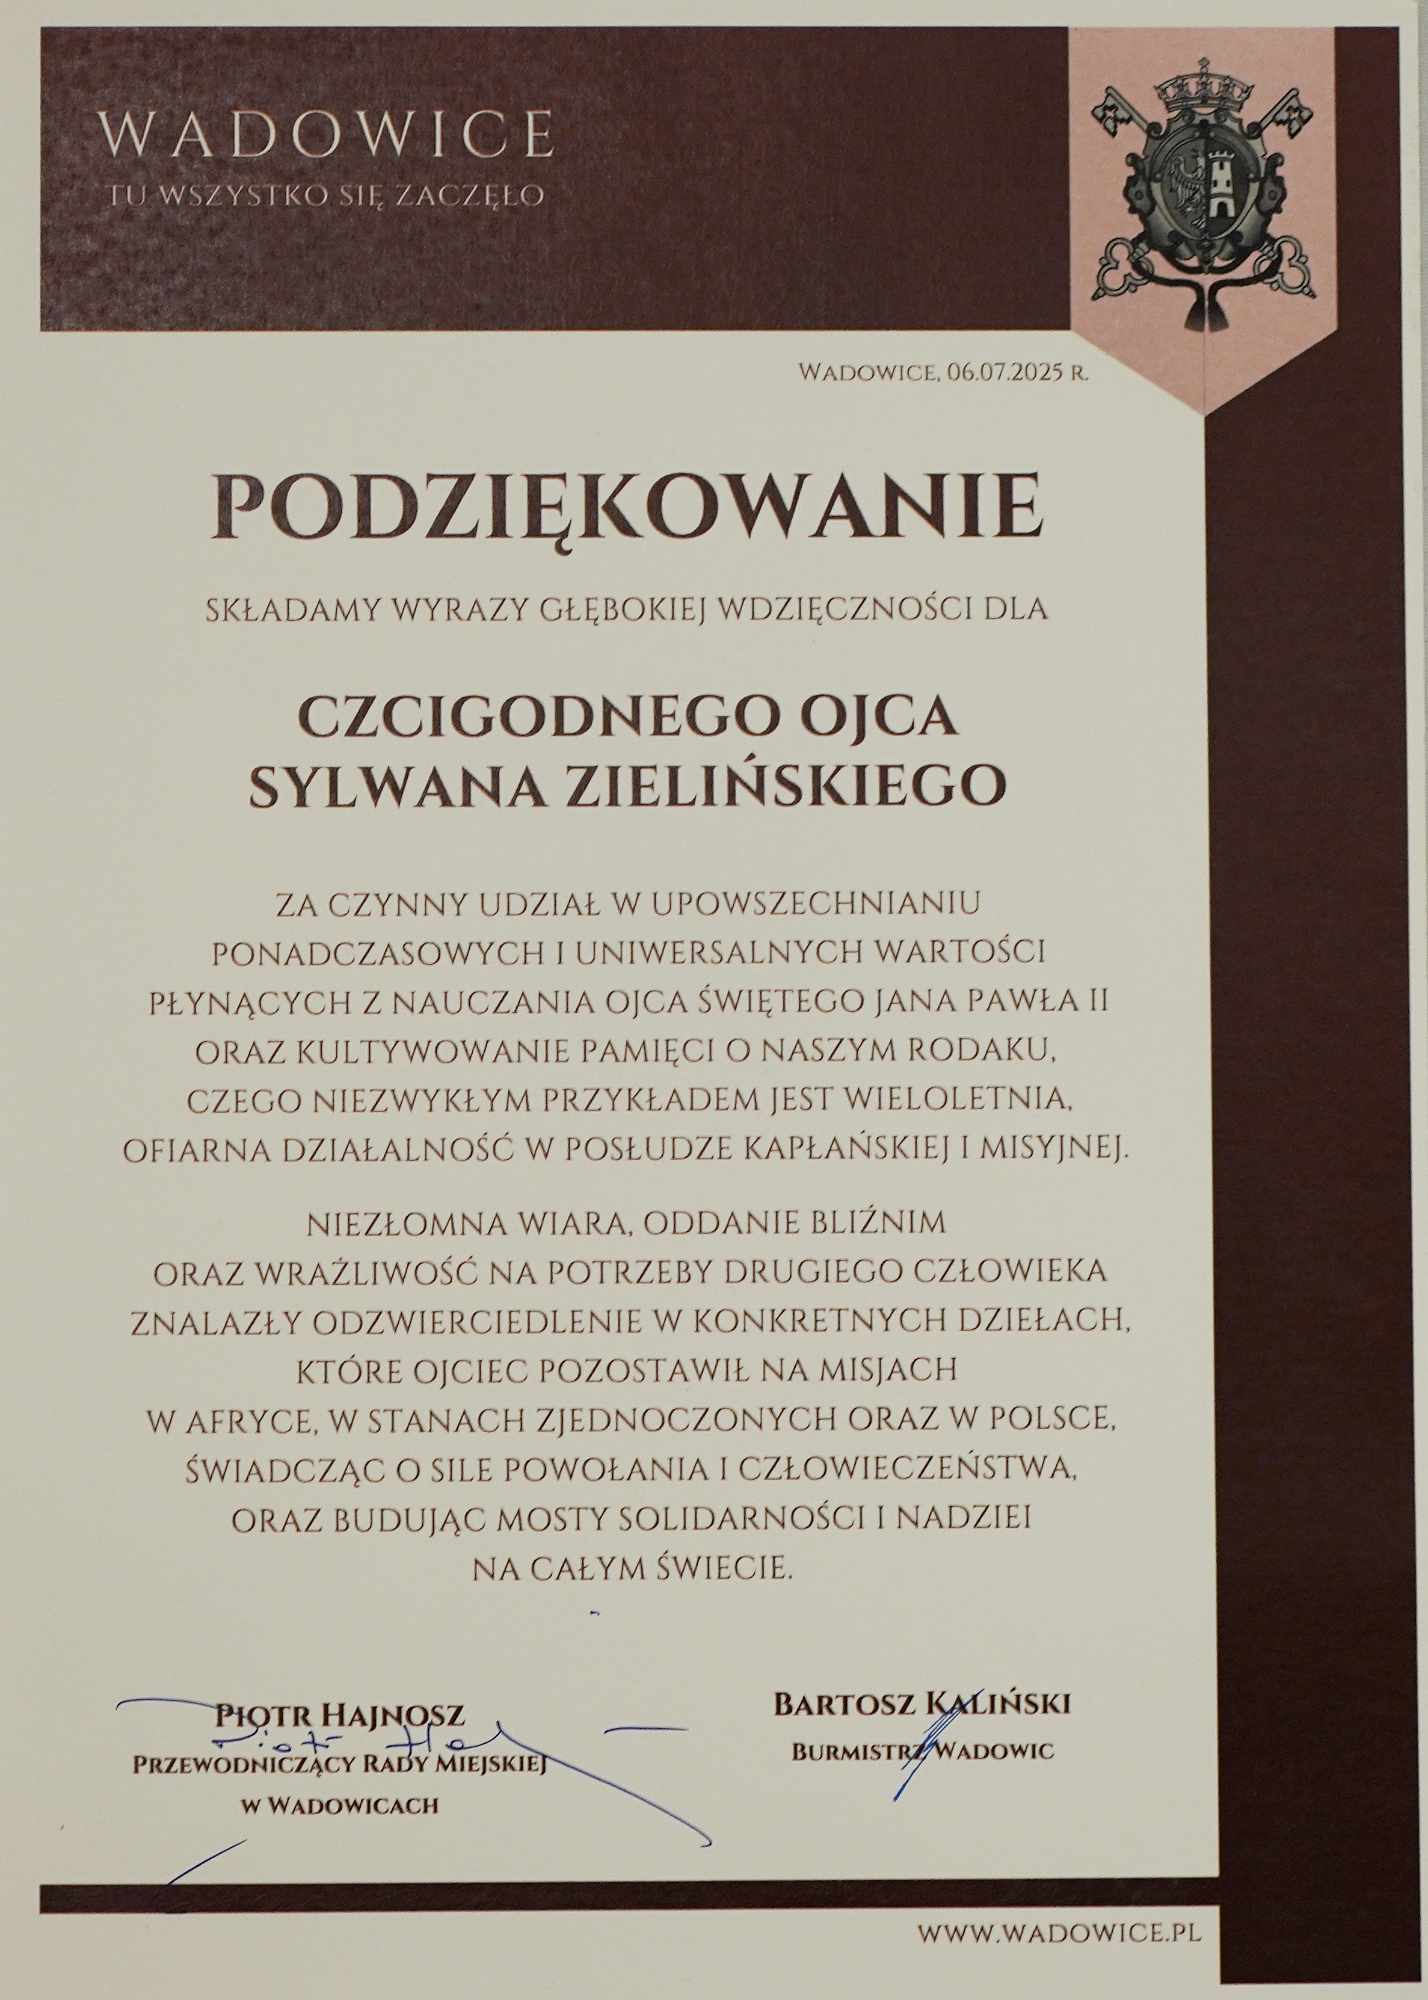 WADOWICE
TU WSZYSTKO SIĘ ZACZĘŁO
WADOWICE, 06.07.2025 R.
PODZIĘKOWANIE
SKŁADAMY WYRAZY GŁĘBOKIEJ WDZIĘCZNOŚCI DLA
CZCIGODNEGO OJCA
SYLWANA ZIELIŃSKIEGO
ZA CZYNNY UDZIAŁ W UPOWSZECHNIANIU
PONADCZASOWYCH I UNIWERSALNYCH WARTOŚCI
PŁYNĄCYCH Z NAUCZANIA OJCA ŚWIĘTEGO JANA PAWŁA II
ORAZ KULTYWOWANIE PAMIĘCI O NASZYM RODAKU,
CZEGO NIEZWYKŁYM PRZYKŁADEM JEST WIELOLETNIA,
OFIARNA DZIAŁALNOŚĆ W POSŁUDZE KAPŁAŃSKIEJ I MISYJNEJ.
NIEZŁOMNA WIARA, ODDANIE BLIŹNIM
ORAZ WRAŻLIWOŚĆ NA POTRZEBY DRUGIEGO CZŁOWIEKA
ZNALAZŁY ODZWIERCIEDLENIE W KONKRETNYCH DZIEŁACH,
KTÓRE OJCIEC POZOSTAWIŁ NA MISJACH
W AFRYCE, W STANACH ZJEDNOCZONYCH ORAZ W POLSCE,
ŚWIADCZĄC O SILE POWOŁANIA I CZŁOWIECZEŃSTWA,
ORAZ BUDUJĄC MOSTY SOLIDARNOŚCI I NADZIEI
NA CAŁYM ŚWIECIE.
PIOTR HAJNOSZ
PRZEWODNICZĄCY RADY MIEJSKIEJ
W WADOWICACH
BARTOSZ KALIŃSKI
BURMISTRZ WADOWIC
WWW.WADOWICE.PL